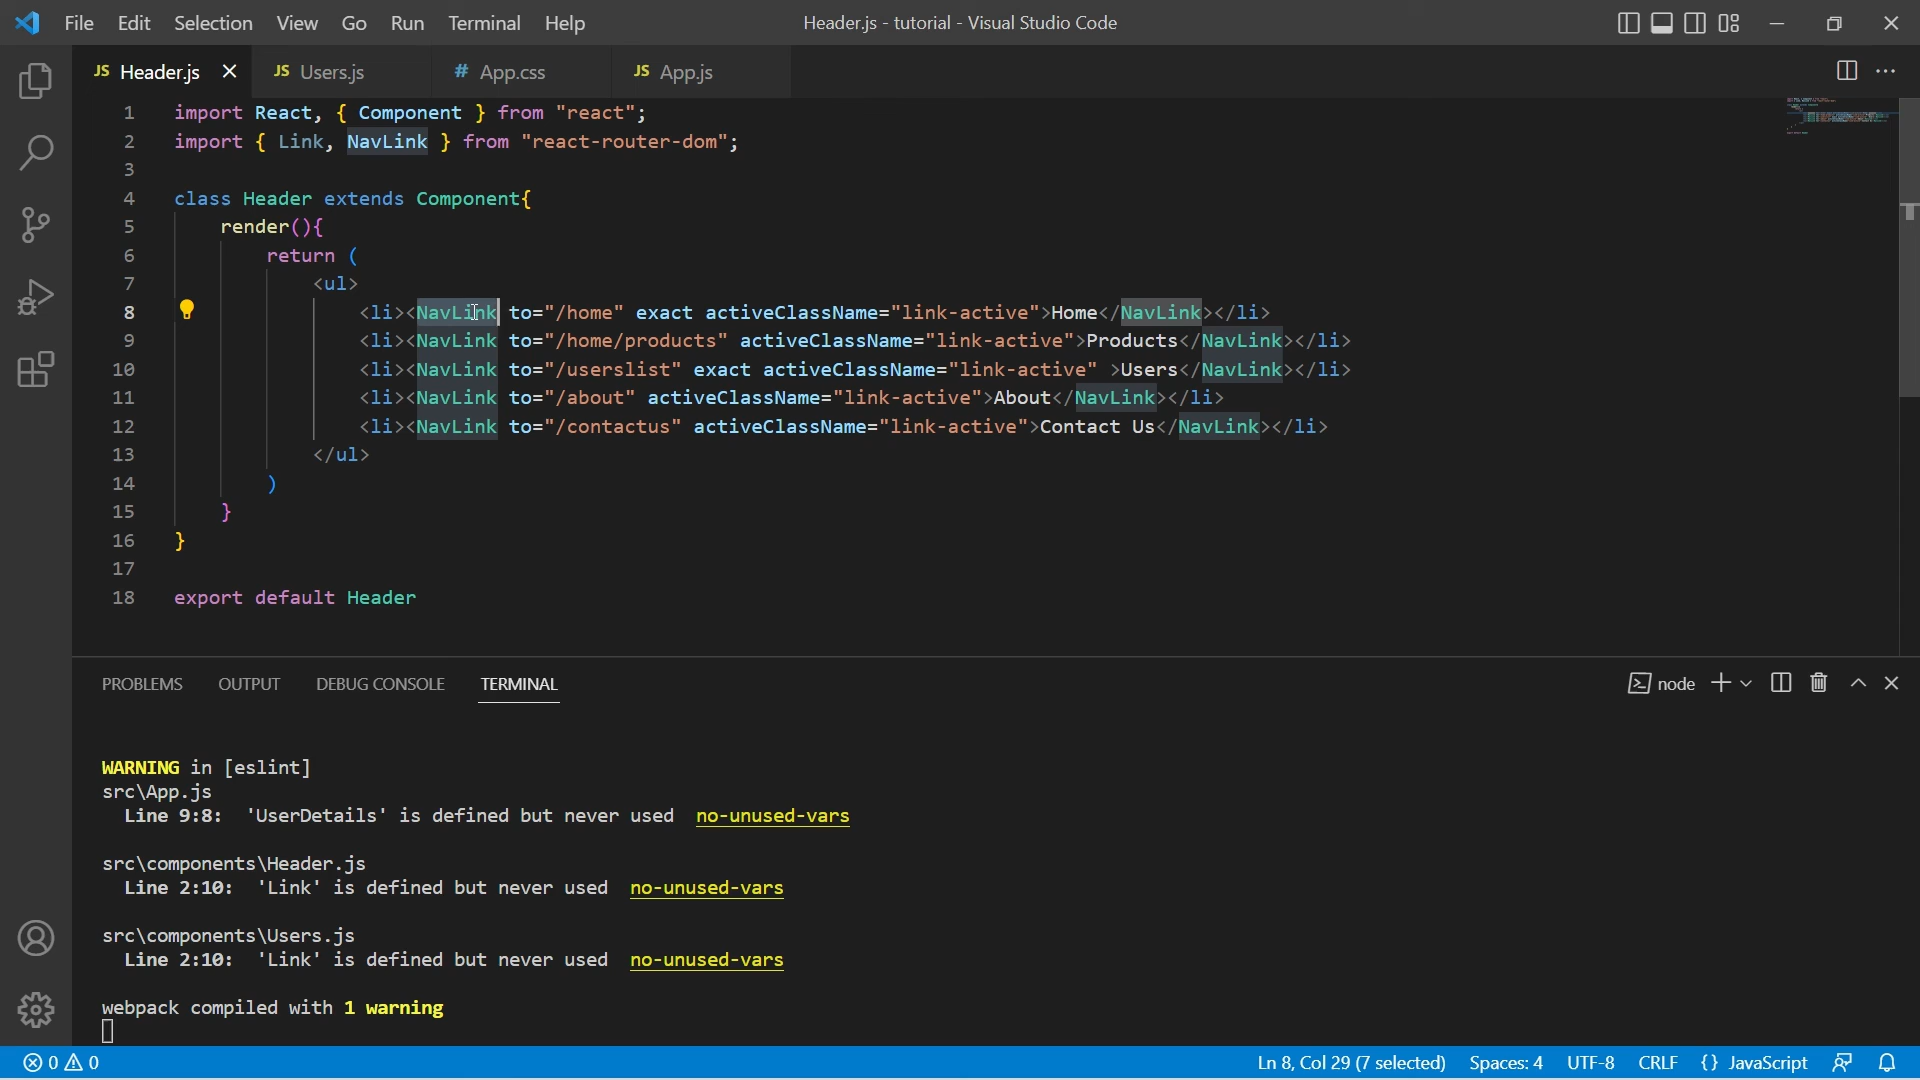 File Edit Selection View Go Run Terminal Help Header.js - tutorial - Visual Studio Code
JS Header.js JS Users.js # App.css JS App.js
1 import React, { Component } from "react";
2 import { Link, NavLink } from "react-router-dom";
3
4 class Header extends Component{
5 render(){
6 return (
7 <ul>
8 <li><NavLink to="/home" exact activeClassName="link-active">Home</NavLink></li>
9 <li><NavLink to="/home/products" activeClassName="link-active">Products</NavLink></li>
10 <li><NavLink to="/userslist" exact activeClassName="link-active" >Users</NavLink></li>
11 <li><NavLink to="/about" activeClassName="link-active">About</NavLink></li>
12 <li><NavLink to="/contactus" activeClassName="link-active">Contact Us</NavLink></li>
13 </ul>
14 )
15 }
16 }
17
18 export default Header
PROBLEMS OUTPUT DEBUG CONSOLE TERMINAL node
WARNING in [eslint]
src\App.js
Line 9:8: 'UserDetails' is defined but never used no-unused-vars
src\components\Header.js
Line 2:10: 'Link' is defined but never used no-unused-vars
src\components\Users.js
Line 2:10: 'Link' is defined but never used no-unused-vars
webpack compiled with 1 warning
0 0 Ln 8, Col 29 (7 selected) Spaces: 4 UTF-8 CRLF {} JavaScript